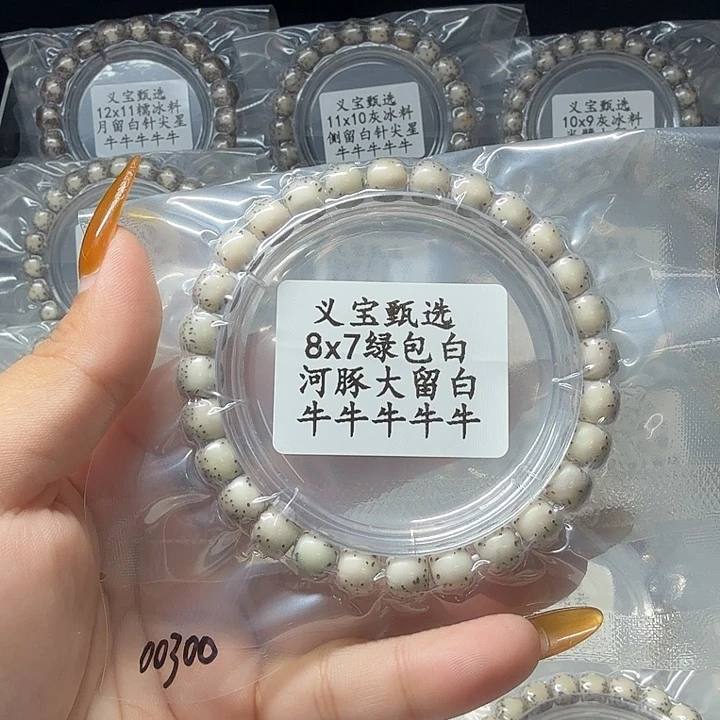 义宝甄选
12x11糯冰料
月留白针尖星
牛牛牛牛牛
义宝甄选
11x10灰冰料
侧留白针尖星
牛牛牛牛牛
义宝甄选
10x9灰冰料
义宝甄选
8x7绿包白
河豚大留白
牛牛牛牛牛
00300